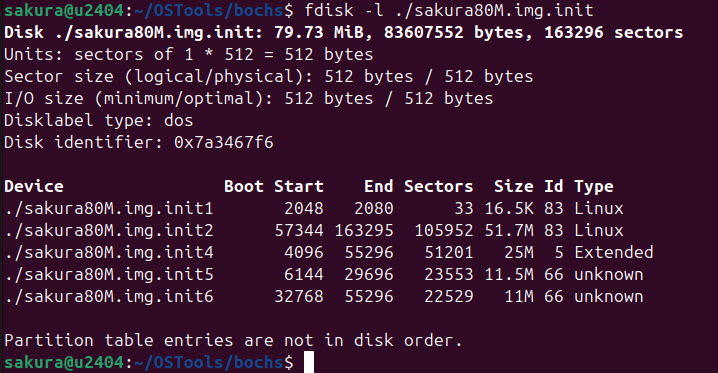 sakura@u2404:~/OSTools/bochs$ fdisk -l ./sakura80M.img.init
Disk ./sakura80M.img.init: 79.73 MiB, 83607552 bytes, 163296 sectors
Units: sectors of 1 * 512 = 512 bytes
Sector size (logical/physical): 512 bytes / 512 bytes
I/O size (minimum/optimal): 512 bytes / 512 bytes
Disklabel type: dos
Disk identifier: 0x7a3467f6
Device Boot Start End Sectors Size Id Type
./sakura80M.img.init1 2048 2080 33 16.5K 83 Linux
./sakura80M.img.init2 57344 163295 105952 51.7M 83 Linux
./sakura80M.img.init4 4096 55296 51201 25M 5 Extended
./sakura80M.img.init5 6144 29696 23553 11.5M 66 unknown
./sakura80M.img.init6 32768 55296 22529 11M 66 unknown
Partition table entries are not in disk order.
sakura@u2404:~/OSTools/bochs$